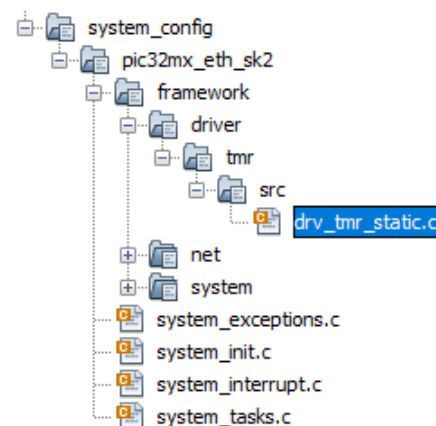 system_config
pic32mx_eth_sk2
framework
driver
tmr
src
drv_tmr_static.c
net
system
system_exceptions.c
system_init.c
system_interrupt.c
system_tasks.c